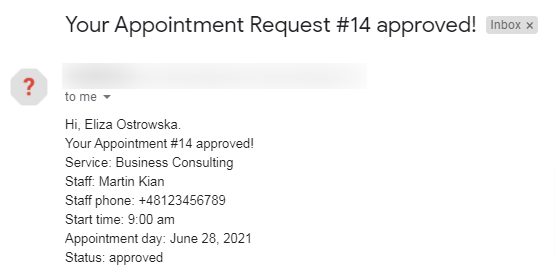 Your Appointment Request #14 approved!
Inbox ×
?
to me
Hi, Eliza Ostrowska.
Your Appointment #14 approved!
Service: Business Consulting
Staff: Martin Kian
Staff phone: +48123456789
Start time: 9:00 am
Appointment day: June 28, 2021
Status: approved